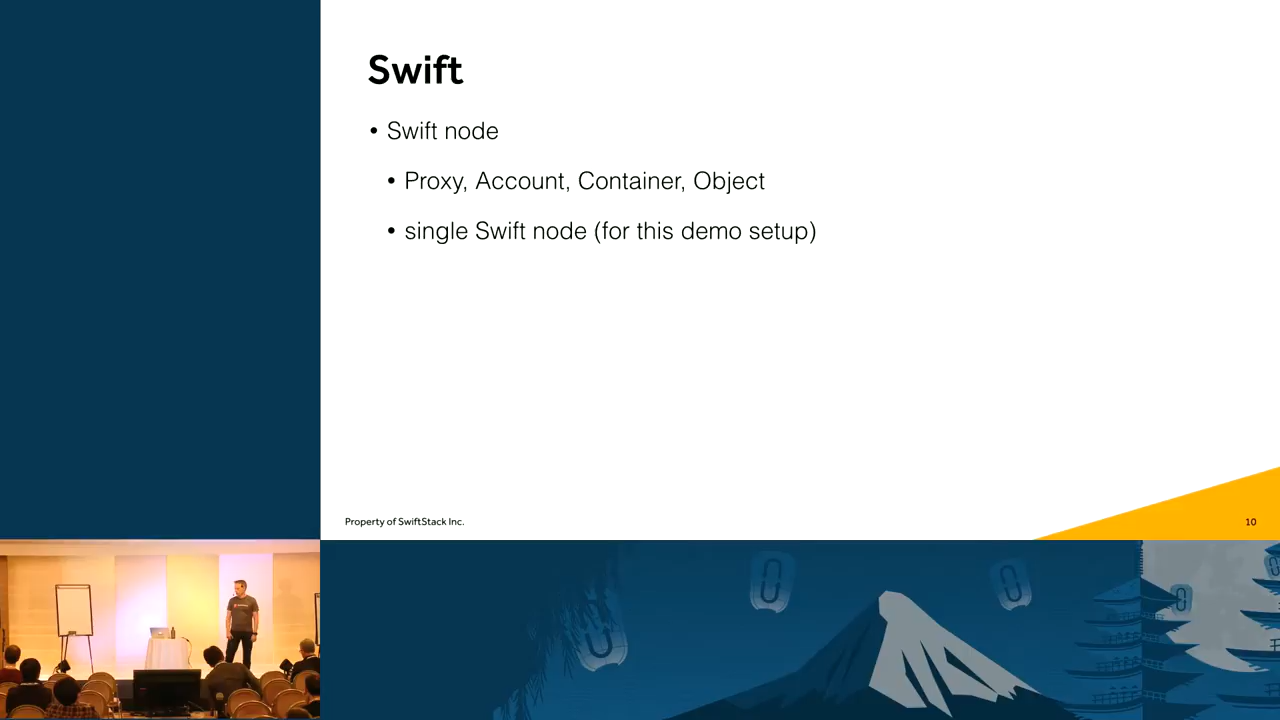 Swift
• Swift node
• Proxy, Account, Container, Object
• single Swift node (for this demo setup)
Property of SwiftStack Inc.
10